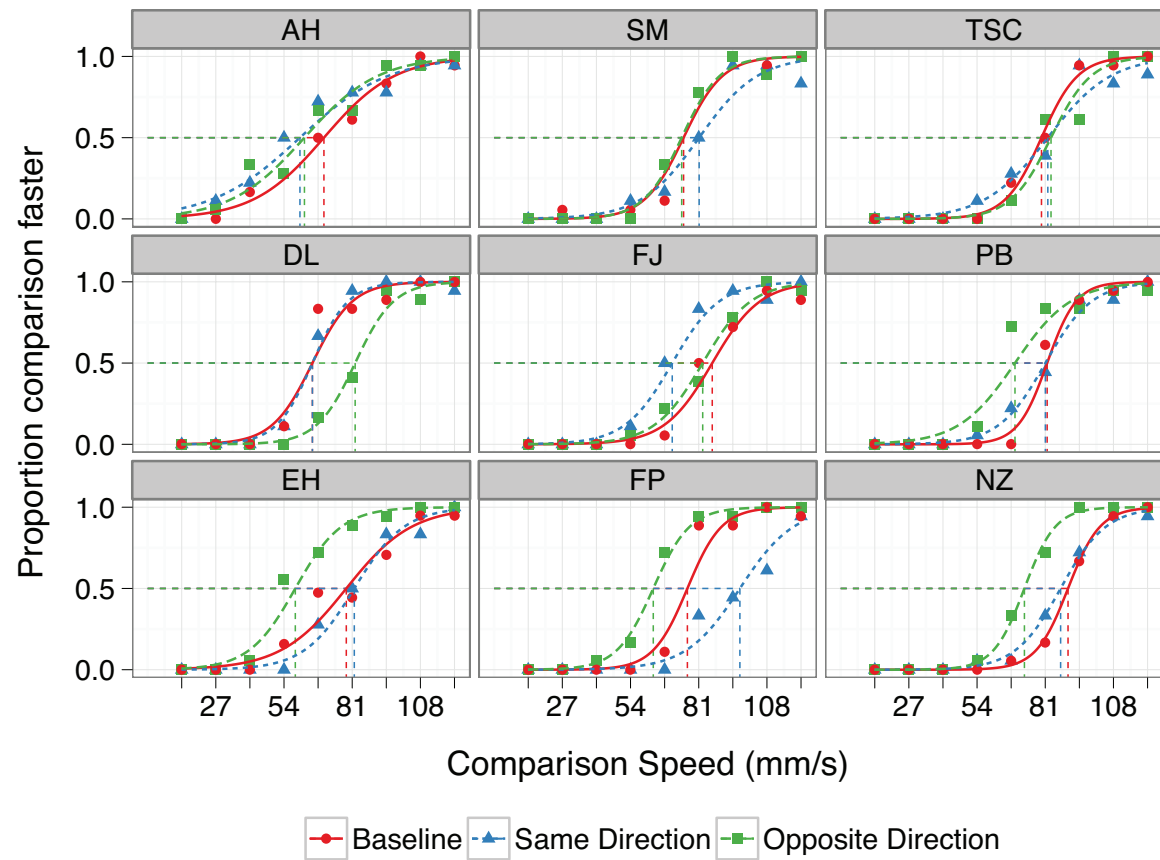 AH SM TSC
1.0
0.5
0.0
DL FJ PB
1.0
0.5
0.0
EH FP NZ
1.0
0.5
0.0
27 54 81 108 27 54 81 108 27 54 81 108
Proportion comparison faster
Comparison Speed (mm/s)
Baseline Same Direction Opposite Direction